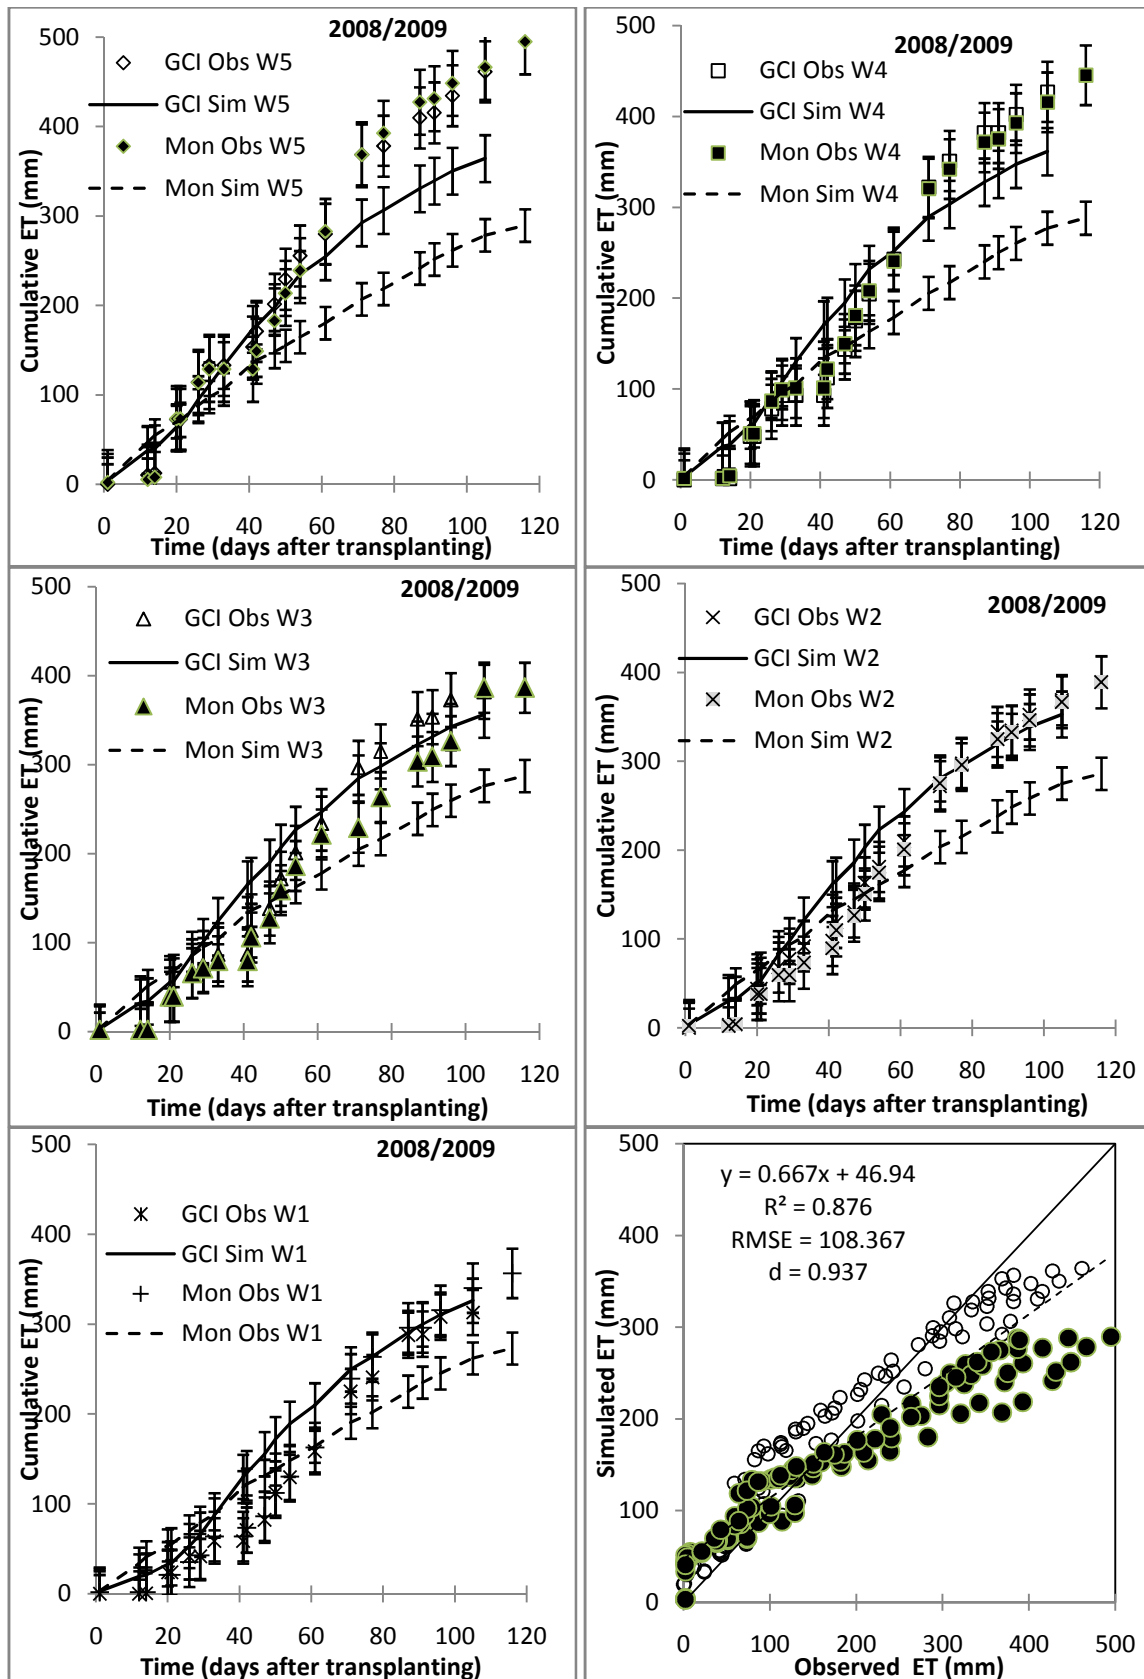 2008/2009
GCI Obs W5
GCI Sim W5
Mon Obs W5
Mon Sim W5
Cumulative ET (mm)
500
400
300
200
100
0
0 20 40 60 80 100 120
Time (days after transplanting)
2008/2009
GCI Obs W4
GCI Sim W4
Mon Obs W4
Mon Sim W4
Cumulative ET (mm)
500
400
300
200
100
0
0 20 40 60 80 100 120
Time (days after transplanting)
2008/2009
GCI Obs W3
GCI Sim W3
Mon Obs W3
Mon Sim W3
Cumulative ET (mm)
500
400
300
200
100
0
0 20 40 60 80 100 120
Time (days after transplanting)
2008/2009
GCI Obs W2
GCI Sim W2
Mon Obs W2
Mon Sim W2
Cumulative ET (mm)
500
400
300
200
100
0
0 20 40 60 80 100 120
Time (days after transplanting)
2008/2009
GCI Obs W1
GCI Sim W1
Mon Obs W1
Mon Obs W1
Cumulative ET (mm)
500
400
300
200
100
0
0 20 40 60 80 100 120
Time (days after transplanting)
y = 0.667x + 46.94
R² = 0.876
RMSE = 108.367
d = 0.937
Simulated ET (mm)
500
400
300
200
100
0
0 100 200 300 400 500
Observed ET (mm)